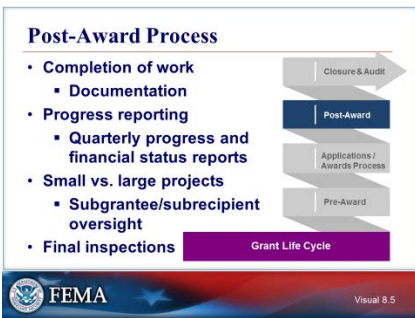 Post-Award Process
• Completion of work
▪ Documentation
• Progress reporting
▪ Quarterly progress and
financial status reports
• Small vs. large projects
▪ Subgrantee/subrecipient
oversight
• Final inspections
Closure & Audit
Post-Award
Applications /
Awards Process
Pre-Award
Grant Life Cycle
FEMA
Visual 8.5